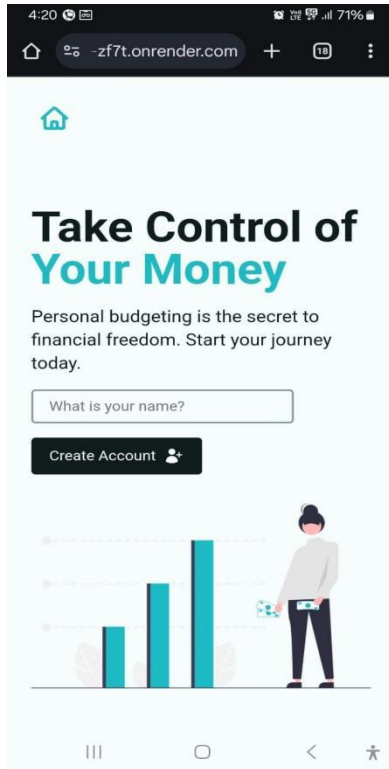 4:20
71%
-zf7t.onrender.com
18
Take Control of
Your Money
Personal budgeting is the secret to
financial freedom. Start your journey
today.
What is your name?
Create Account